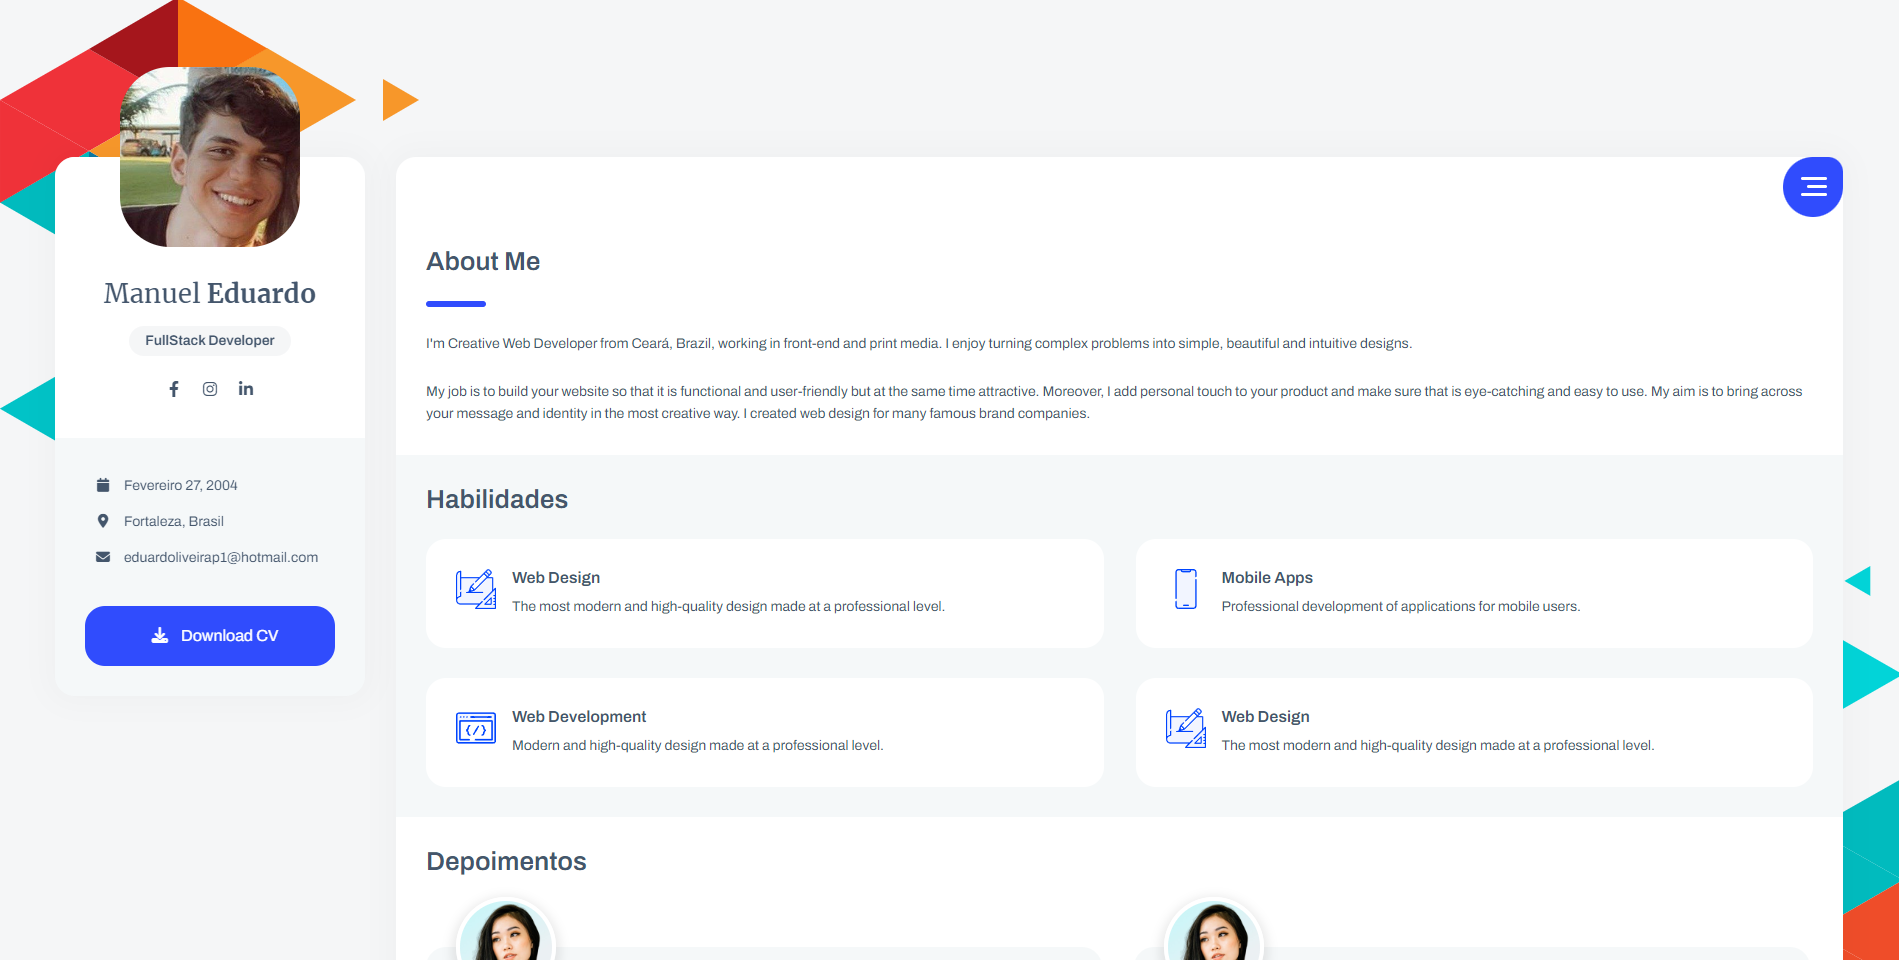 Manuel Eduardo
FullStack Developer
Fevereiro 27, 2004
Fortaleza, Brasil
eduardoliveirap1@hotmail.com
Download CV
About Me
I'm Creative Web Developer from Ceará, Brazil, working in front-end and print media. I enjoy turning complex problems into simple, beautiful and intuitive designs.
My job is to build your website so that it is functional and user-friendly but at the same time attractive. Moreover, I add personal touch to your product and make sure that is eye-catching and easy to use. My aim is to bring across
your message and identity in the most creative way. I created web design for many famous brand companies.
Habilidades
Web Design
The most modern and high-quality design made at a professional level.
Mobile Apps
Professional development of applications for mobile users.
Web Development
Modern and high-quality design made at a professional level.
Web Design
The most modern and high-quality design made at a professional level.
Depoimentos